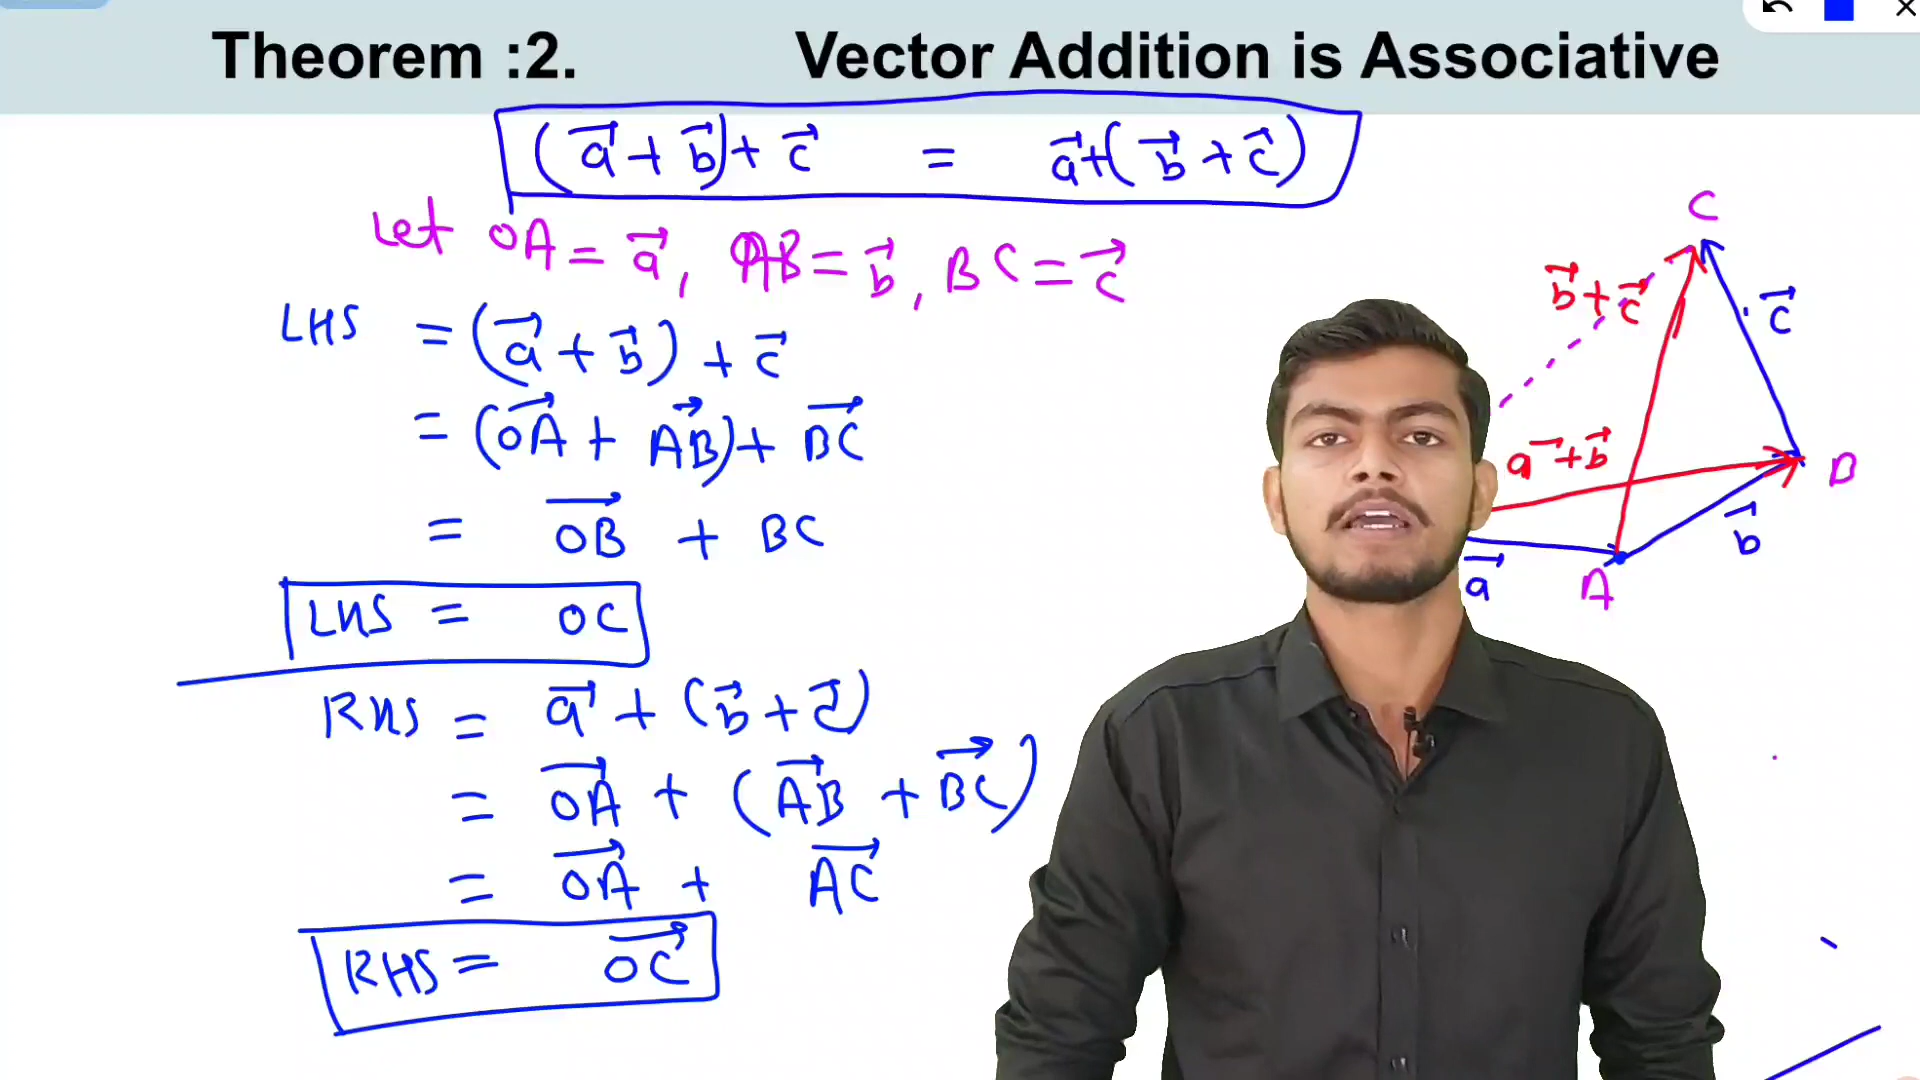 Theorem :2. Vector Addition is Associative
(a⃗ + b⃗) + c⃗ = a⃗ + (b⃗ + c⃗)
Let OA = a⃗, AB = b⃗, BC = c⃗
LHS = (a⃗ + b⃗) + c⃗
= (OA⃗ + AB⃗) + BC⃗
= OB⃗ + BC
LHS = OC
RHS = a⃗ + (b⃗ + c⃗)
= OA⃗ + (AB⃗ + BC⃗)
= OA⃗ + AC⃗
RHS = OC⃗
C
b⃗ + c⃗
c⃗
a⃗ + b⃗
B
b⃗
a⃗
A